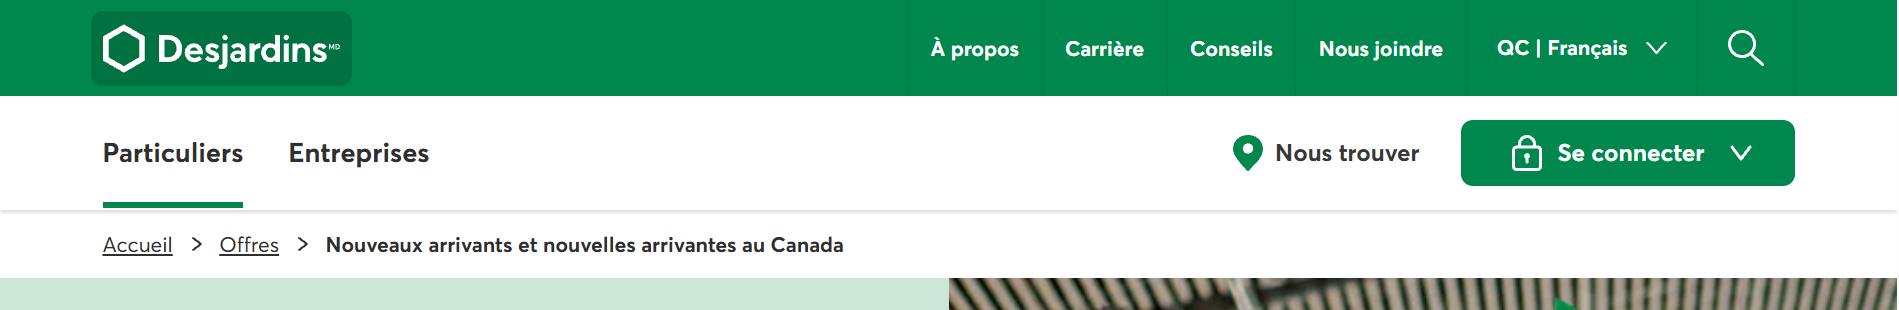 Desjardins MD
À propos
Carrière
Conseils
Nous joindre
QC | Français
Particuliers
Entreprises
Nous trouver
Se connecter
Accueil > Offres > Nouveaux arrivants et nouvelles arrivantes au Canada